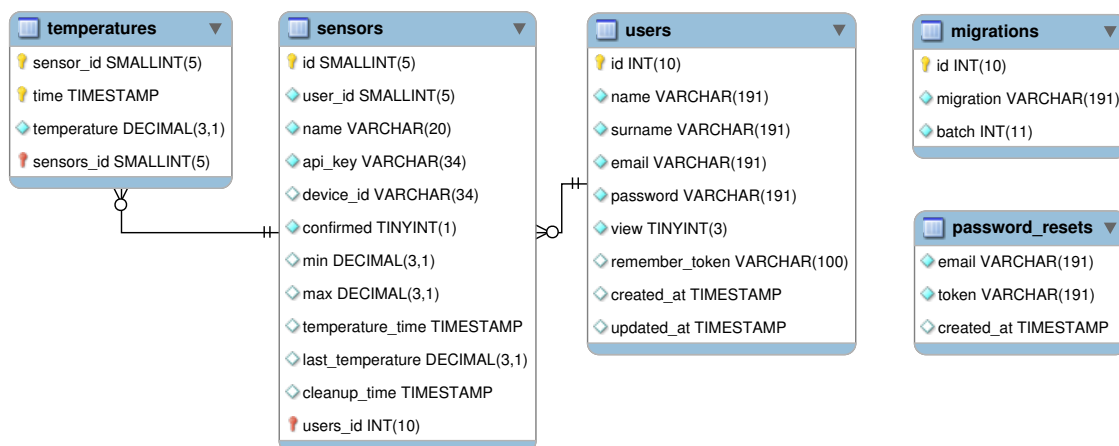 temperatures
sensor_id SMALLINT(5)
time TIMESTAMP
temperature DECIMAL(3,1)
sensors_id SMALLINT(5)
sensors
id SMALLINT(5)
user_id SMALLINT(5)
name VARCHAR(20)
api_key VARCHAR(34)
device_id VARCHAR(34)
confirmed TINYINT(1)
min DECIMAL(3,1)
max DECIMAL(3,1)
temperature_time TIMESTAMP
last_temperature DECIMAL(3,1)
cleanup_time TIMESTAMP
users_id INT(10)
users
id INT(10)
name VARCHAR(191)
surname VARCHAR(191)
email VARCHAR(191)
password VARCHAR(191)
view TINYINT(3)
remember_token VARCHAR(100)
created_at TIMESTAMP
updated_at TIMESTAMP
migrations
id INT(10)
migration VARCHAR(191)
batch INT(11)
password_resets
email VARCHAR(191)
token VARCHAR(191)
created_at TIMESTAMP